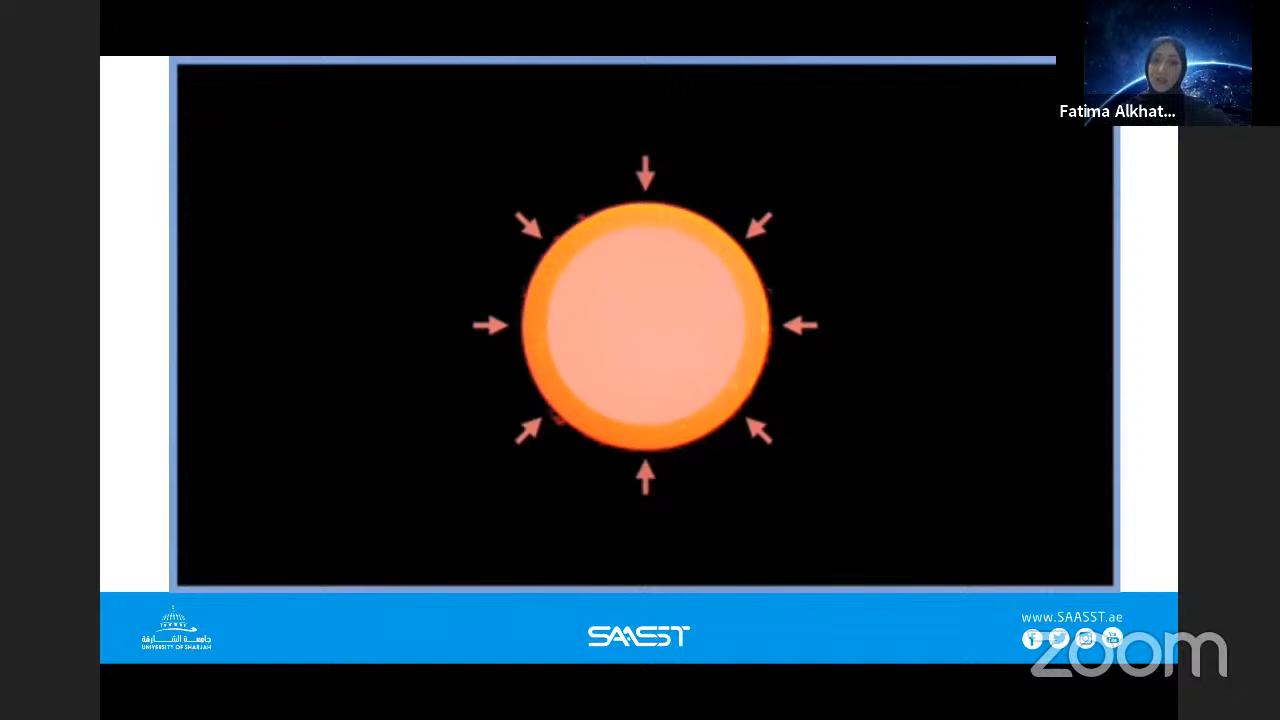 Fatima Alkhat...
جامعة الشارقة
UNIVERSITY OF SHARJAH
SAASST
www.SAASST.ae
zoom